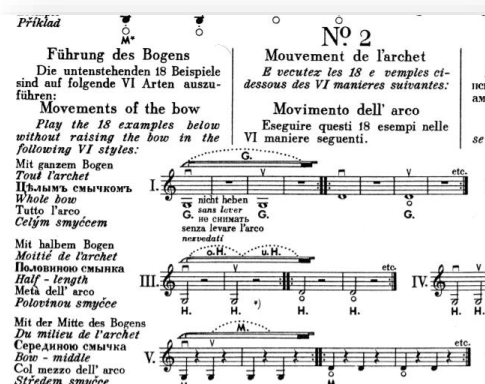 Příklad
M*
Nº 2
Führung des Bogens
Die untenstehenden 18 Beispiele
sind auf folgende VI Arten auszu-
führen:
Movements of the bow
Play the 18 examples below
without raising the bow in the
following VI styles:
Mouvement de l'archet
E vecutez les 18 e vemples ci-
dessous des VI manieres suivantes:
Movimento dell' arco
Eseguire questi 18 esempi nelle
VI maniere seguenti.
Mit ganzem Bogen
Tout l'archet
Цѣлымъ смычкомъ
Whole bow
Tutto l'arco
Celým smyčcem
I.
G.
etc.
G. G. G.
nicht heben
sans lever
не снимать
senza levare l'arco
nezvedati
Mit halbem Bogen
Moitié de l'archet
Половиною смынка
Half - length
Metà dell' arco
Polovinou smyčce
III.
o.H. u.H.
etc.
H. H. *) H. H.
IV.
H. H.
Mit der Mitte des Bogens
Du milieu de l'archet
Серединою смычка
Bow - middle
Col mezzo dell' arco
Středem smyčce
V.
M.
etc.
M